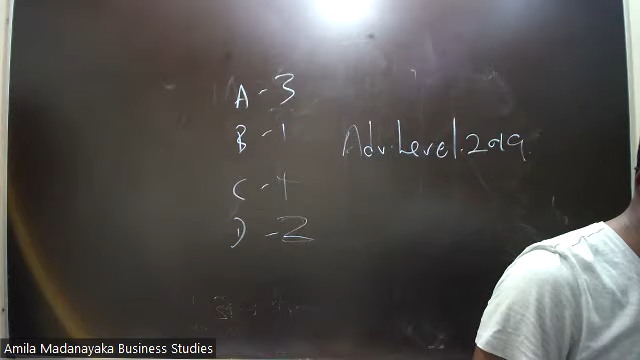 A - 3
B - 1
Adv. Level. 2019.
C - 4
D - 2
Amila Madanayaka Business Studies